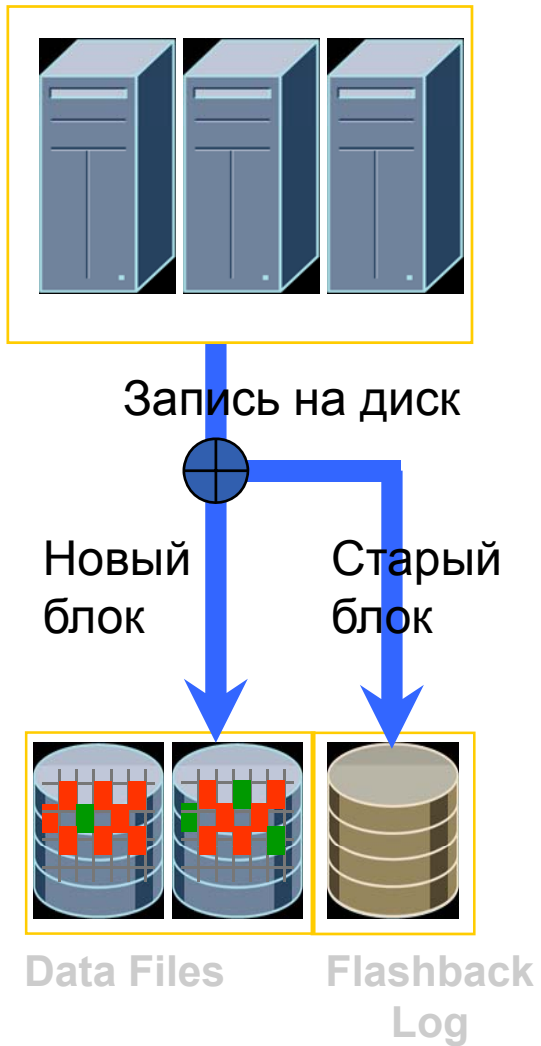 Запись на диск
Новый
блок
Старый
блок
Data Files
Flashback
Log